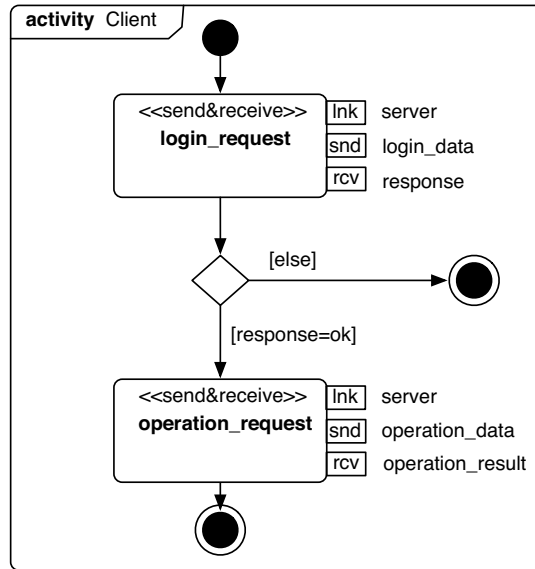 activity Client
<<send&receive>> lnk server
login_request snd login_data
rcv response
[else]
[response=ok]
<<send&receive>> lnk server
operation_request snd operation_data
rcv operation_result